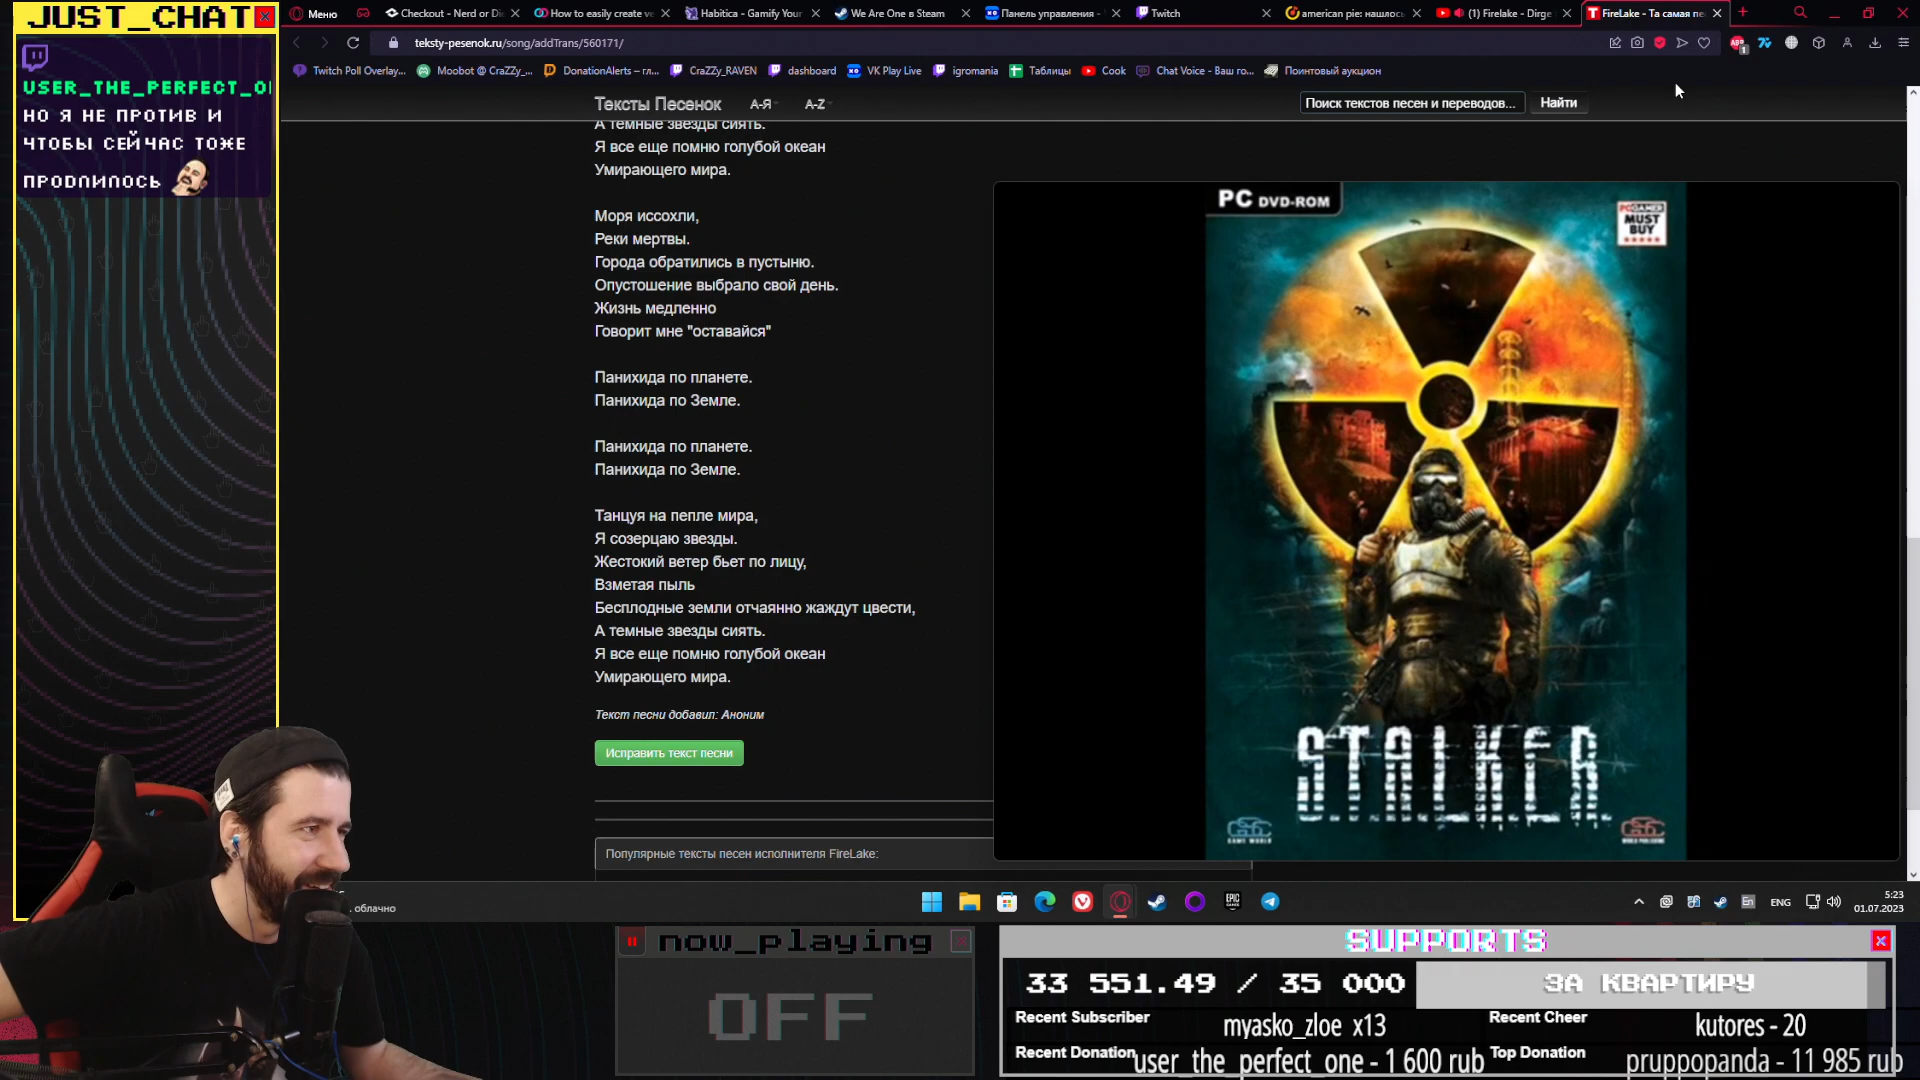 JUST_CHAT
USER_THE_PERFECT_O
НО Я НЕ ПРОТИВ И
ЧТОБЫ СЕЙЧАС ТОЖЕ
ПРОДЛИЛОСЬ
Меню
Checkout - Nerd or Di
How to easily create v
Habitica - Gamify Your
We Are One в Steam
Панель управления -
Twitch
american pie: нашлось
(1) Firelake - Dirge
FireLake - Та самая пе
teksty-pesenok.ru/song/addTrans/560171/
Twitch Poll Overlay...
Moobot @ CraZZy_...
DonationAlerts – гл...
CraZZy_RAVEN
dashboard
VK Play Live
igromania
Таблицы
Cook
Chat Voice - Ваш го...
Поинтовый аукцион
Тексты Песенок
А-Я
A-Z
Поиск текстов песен и переводов...
Найти
А темные звезды сиять.
Я все еще помню голубой океан
Умирающего мира.
Моря иссохли,
Реки мертвы.
Города обратились в пустыню.
Опустошение выбрало свой день.
Жизнь медленно
Говорит мне "оставайся"
Панихида по планете.
Панихида по Земле.
Панихида по планете.
Панихида по Земле.
Танцуя на пепле мира,
Я созерцаю звезды.
Жестокий ветер бьет по лицу,
Взметая пыль
Бесплодные земли отчаянно жаждут цвести,
А темные звезды сиять.
Я все еще помню голубой океан
Умирающего мира.
Текст песни добавил: Аноним
Исправить текст песни
Популярные тексты песен исполнителя FireLake:
PC DVD-ROM
PC GAMER
MUST
BUY
S.T.A.L.K.E.R.
GSC
GAME WORLD
GSC
WORLD PUBLISHING
облачно
EPIC
En
ENG
5:23
01.07.2023
now_playing
OFF
SUPPORTS
33 551.49 / 35 000
ЗА КВАРТИРУ
Recent Subscriber
myasko_zloe x13
Recent Cheer
kutores - 20
Recent Donation
user_the_perfect_one - 1 600 rub
Top Donation
pruppopanda - 11 985 rub